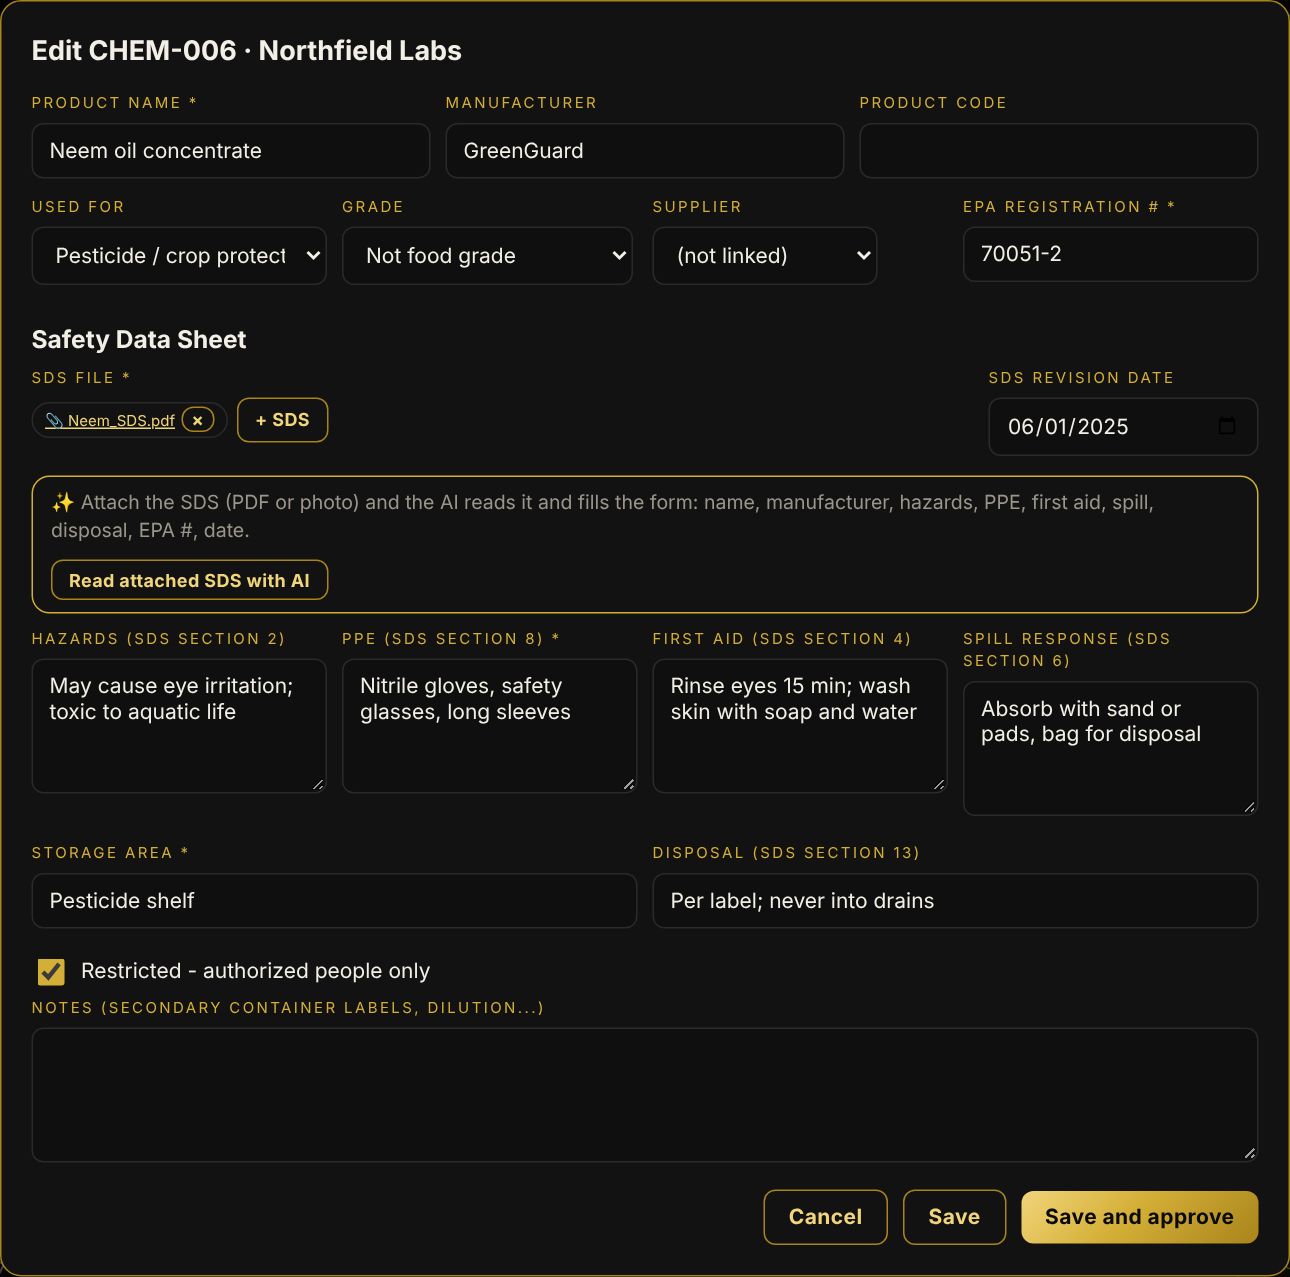 Edit CHEM-006 · Northfield Labs
PRODUCT NAME *
MANUFACTURER
PRODUCT CODE
Neem oil concentrate
GreenGuard
USED FOR
GRADE
SUPPLIER
EPA REGISTRATION # *
Pesticide / crop protect
Not food grade
(not linked)
70051-2
Safety Data Sheet
SDS FILE *
SDS REVISION DATE
📎 Neem_SDS.pdf ×
+ SDS
06/01/2025
✨ Attach the SDS (PDF or photo) and the AI reads it and fills the form: name, manufacturer, hazards, PPE, first aid, spill,
disposal, EPA #, date.
Read attached SDS with AI
HAZARDS (SDS SECTION 2)
PPE (SDS SECTION 8) *
FIRST AID (SDS SECTION 4)
SPILL RESPONSE (SDS
SECTION 6)
May cause eye irritation;
toxic to aquatic life
Nitrile gloves, safety
glasses, long sleeves
Rinse eyes 15 min; wash
skin with soap and water
Absorb with sand or
pads, bag for disposal
STORAGE AREA *
DISPOSAL (SDS SECTION 13)
Pesticide shelf
Per label; never into drains
Restricted - authorized people only
NOTES (SECONDARY CONTAINER LABELS, DILUTION...)
Cancel
Save
Save and approve